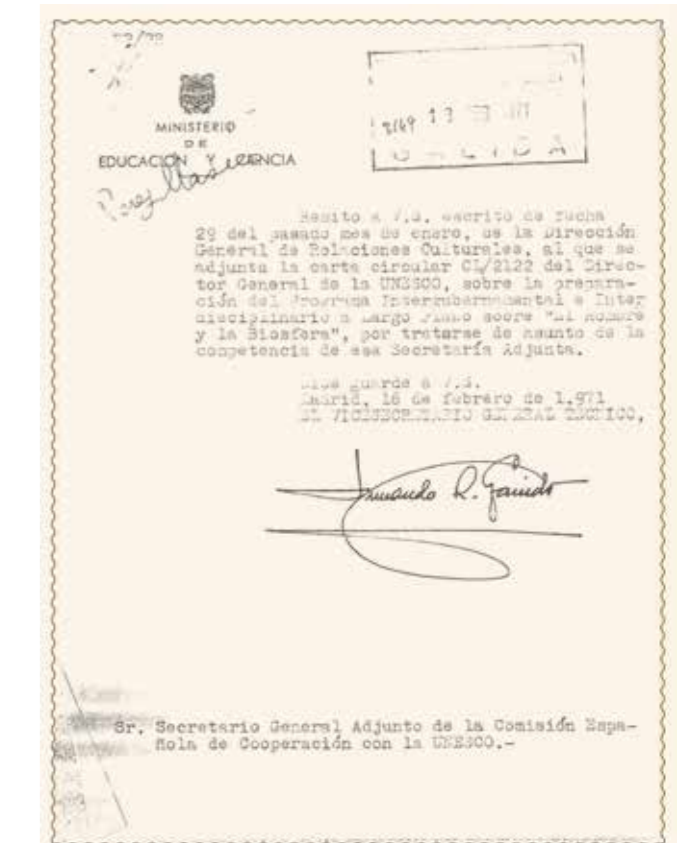 MINISTERIO
DE
EDUCACION Y CIENCIA
SALIDA
Remito a V.S. escrito de fecha
29 del pasado mes de enero, de la Dirección
General de Relaciones Culturales, al que se
adjunta la carta circular CL/2122 del Direc-
tor General de la UNESCO, sobre la prepara-
ción del Programa Intergubernamental e Inter
disciplinario a Largo Plazo sobre "El Hombre
y la Biosfera", por tratarse de asunto de la
competencia de esa Secretaría Adjunta.
Dios guarde a V.S.
Madrid, 16 de febrero de 1.971
EL VICESECRETARIO GENERAL TECNICO,
Sr. Secretario General Adjunto de la Comisión Espa-
ñola de Cooperación con la UNESCO.-